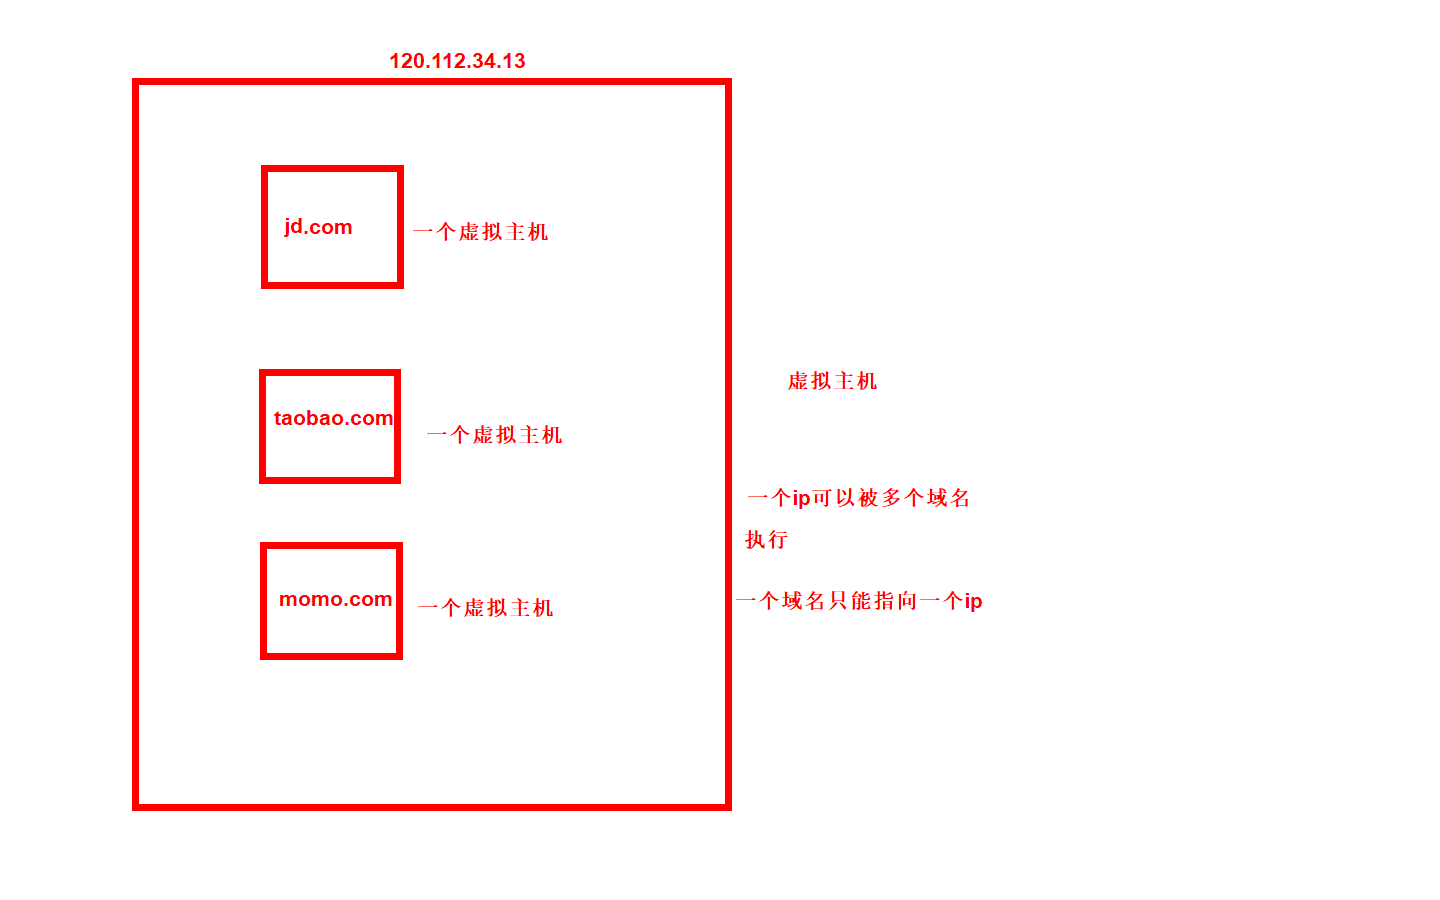 120.112.34.13
jd.com
一个虚拟主机
taobao.com
一个虚拟主机
momo.com
一个虚拟主机
虚拟主机
一个ip可以被多个域名
执行
一个域名只能指向一个ip